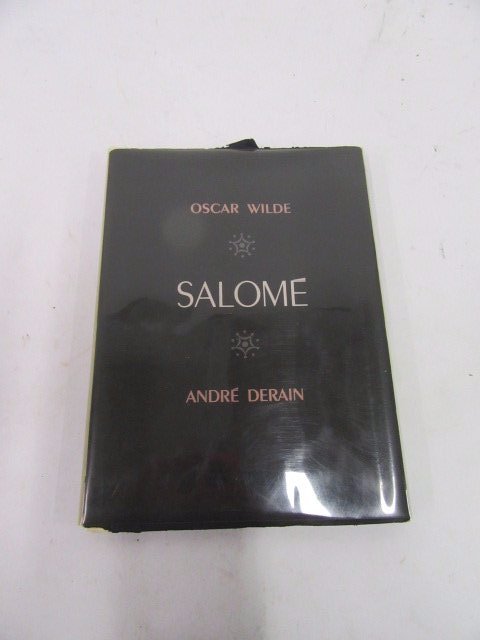 OSCAR WILDE
SALOMÉ
ANDRÉ DERAIN